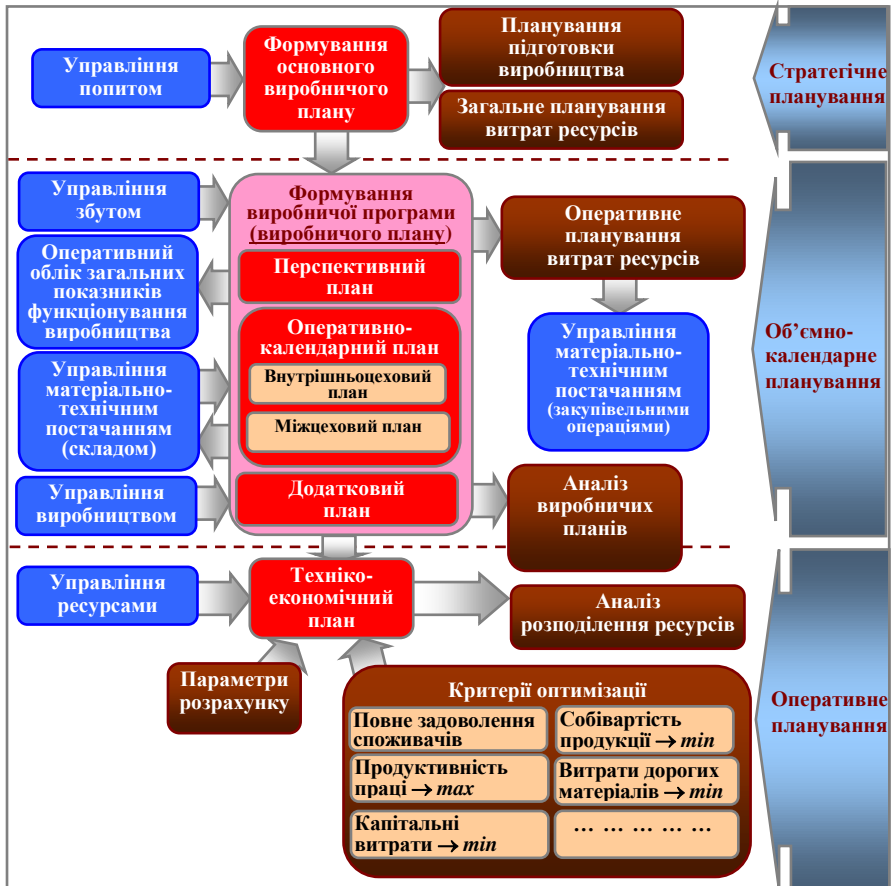 Управління
попитом
Формування
основного
виробничого
плану
Планування
підготовки
виробництва
Загальне планування
витрат ресурсів
Стратегічне
планування
Управління
збутом
Оперативний
облік загальних
показників
функціонування
виробництва
Управління
матеріально-
технічним
постачанням
(складом)
Управління
виробництвом
Формування
виробничої програми
(виробничого плану)
Перспективний
план
Оперативно-
календарний план
Внутрішньоцеховий
план
Міжцеховий план
Додатковий
план
Оперативне
планування
витрат ресурсів
Управління
матеріально-
технічним
постачанням
(закупівельними
операціями)
Аналіз
виробничих
планів
Об’ємно-
календарне
планування
Управління
ресурсами
Техніко-
економічний
план
Аналіз
розподілення ресурсів
Параметри
розрахунку
Критерії оптимізації
Повне задоволення
споживачів
Собівартість
продукції → min
Продуктивність
праці → max
Витрати дорогих
матеріалів → min
Капітальні
витрати → min
… … … … …
Оперативне
планування